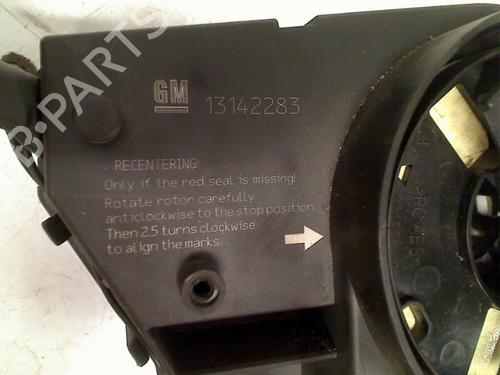 B-PARTS
GM 13142283
RECENTERING:
Only if the red seal is missing!
Rotate rotor carefully
anticlockwise to the stop position.
Then 2.5 turns clockwise
to align the marks.